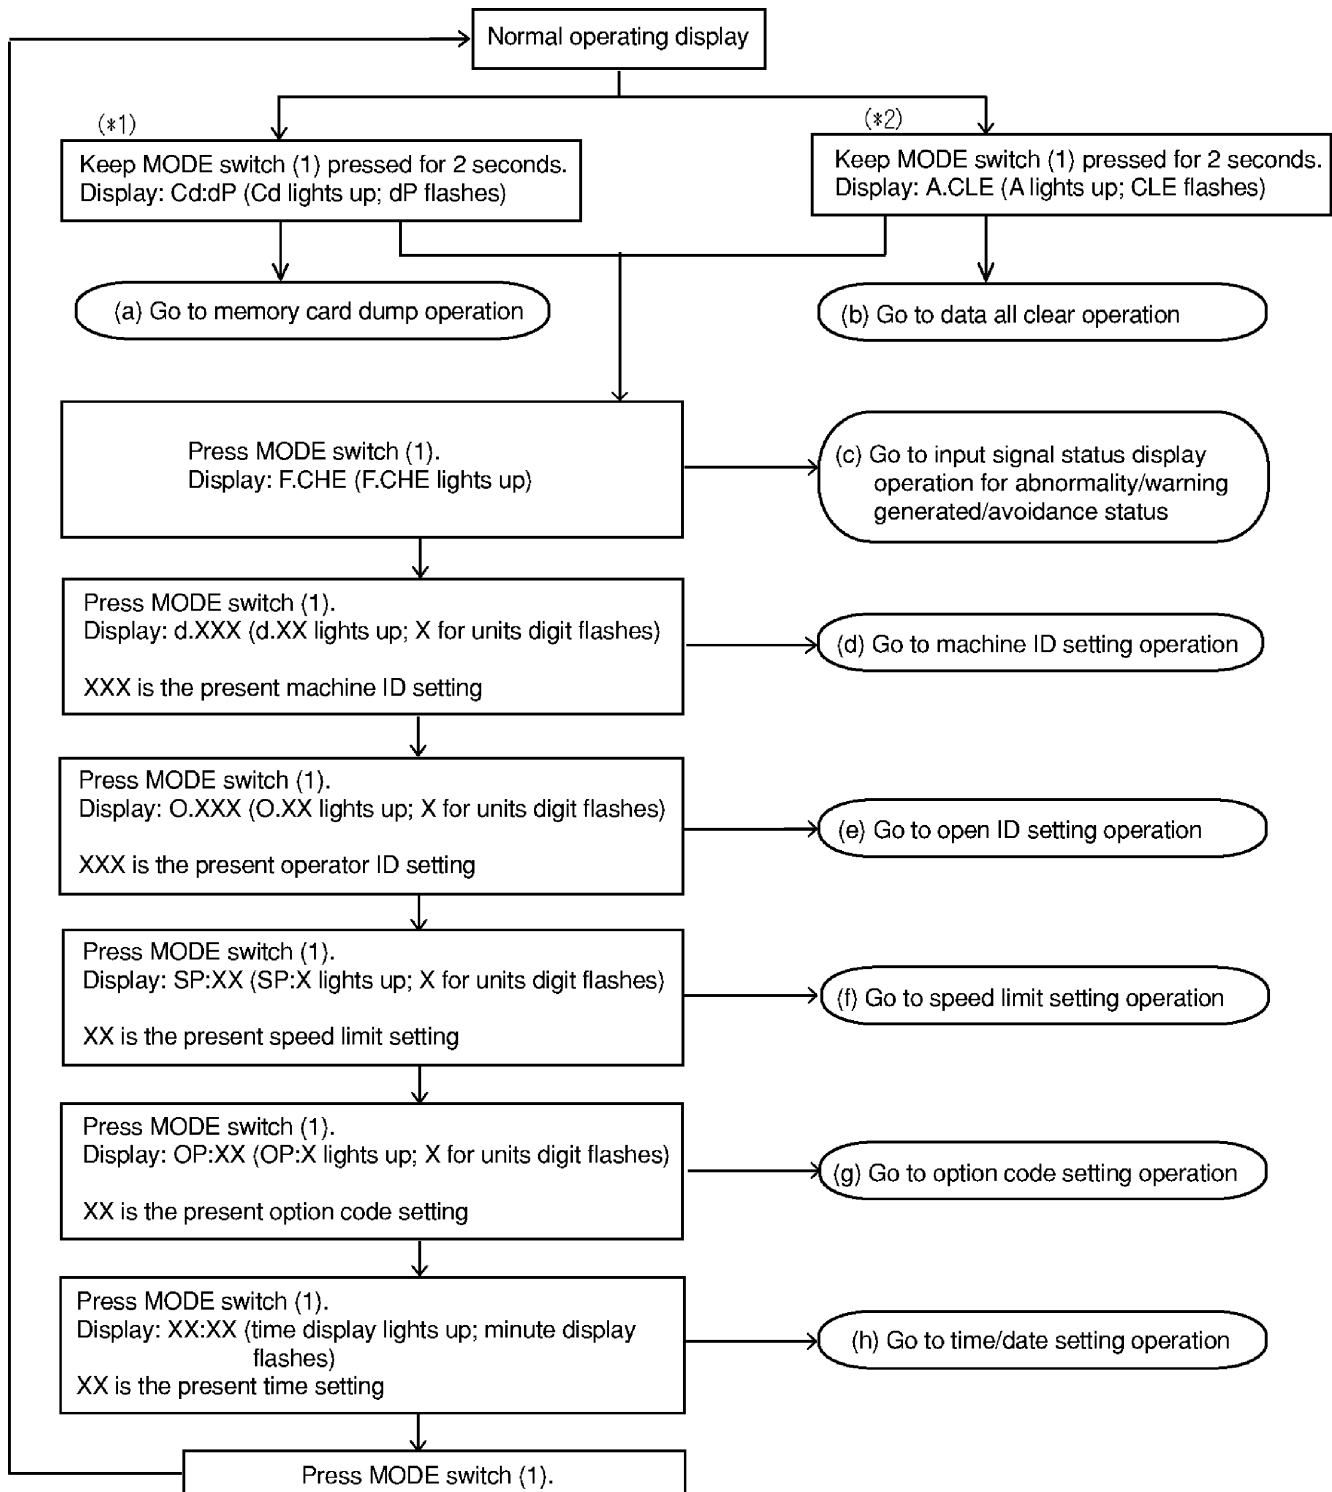 Normal operating display
(*1)
Keep MODE switch (1) pressed for 2 seconds.
Display: Cd:dP (Cd lights up; dP flashes)
(*2)
Keep MODE switch (1) pressed for 2 seconds.
Display: A.CLE (A lights up; CLE flashes)
(a) Go to memory card dump operation
(b) Go to data all clear operation
Press MODE switch (1).
Display: F.CHE (F.CHE lights up)
(c) Go to input signal status display
operation for abnormality/warning
generated/avoidance status
Press MODE switch (1).
Display: d.XXX (d.XX lights up; X for units digit flashes)
XXX is the present machine ID setting
(d) Go to machine ID setting operation
Press MODE switch (1).
Display: O.XXX (O.XX lights up; X for units digit flashes)
XXX is the present operator ID setting
(e) Go to open ID setting operation
Press MODE switch (1).
Display: SP:XX (SP:X lights up; X for units digit flashes)
XX is the present speed limit setting
(f) Go to speed limit setting operation
Press MODE switch (1).
Display: OP:XX (OP:X lights up; X for units digit flashes)
XX is the present option code setting
(g) Go to option code setting operation
Press MODE switch (1).
Display: XX:XX (time display lights up; minute display
flashes)
XX is the present time setting
(h) Go to time/date setting operation
Press MODE switch (1).